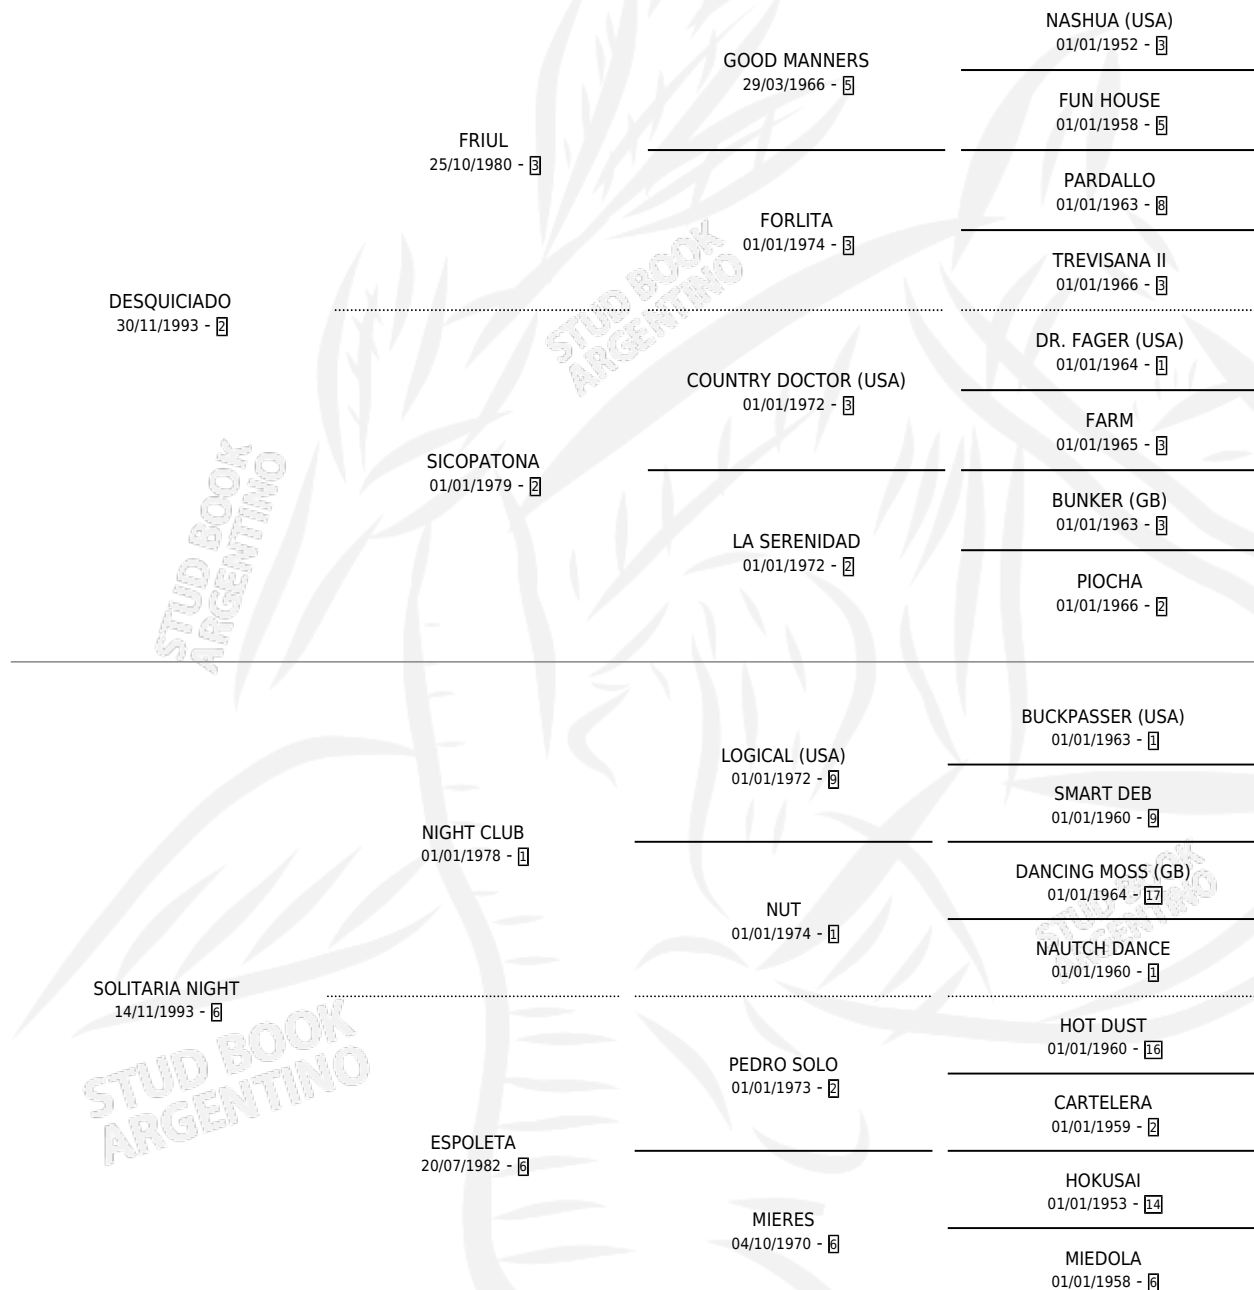 NASHUA (USA)
01/01/1952 - 3
GOOD MANNERS
29/03/1966 - 5
FUN HOUSE
01/01/1958 - 5
FRIUL
25/10/1980 - 3
PARDALLO
01/01/1963 - 8
FORLITA
01/01/1974 - 3
TREVISANA II
01/01/1966 - 3
DESQUICIADO
30/11/1993 - 2
DR. FAGER (USA)
01/01/1964 - 1
COUNTRY DOCTOR (USA)
01/01/1972 - 3
FARM
01/01/1965 - 3
SICOPATONA
01/01/1979 - 2
BUNKER (GB)
01/01/1963 - 3
LA SERENIDAD
01/01/1972 - 2
PIOCHA
01/01/1966 - 2
BUCKPASSER (USA)
01/01/1963 - 1
LOGICAL (USA)
01/01/1972 - 9
SMART DEB
01/01/1960 - 9
NIGHT CLUB
01/01/1978 - 1
DANCING MOSS (GB)
01/01/1964 - 17
NUT
01/01/1974 - 1
NAUTCH DANCE
01/01/1960 - 1
SOLITARIA NIGHT
14/11/1993 - 6
HOT DUST
01/01/1960 - 16
PEDRO SOLO
01/01/1973 - 2
CARTELERA
01/01/1959 - 2
ESPOLETA
20/07/1982 - 6
HOKUSAI
01/01/1953 - 14
MIERES
04/10/1970 - 6
MIEDOLA
01/01/1958 - 6
STUD BOOK
ARGENTINO
STUD BOOK
ARGENTINO
STUD BOOK
ARGENTINO
STUD BOOK
ARGENTINO